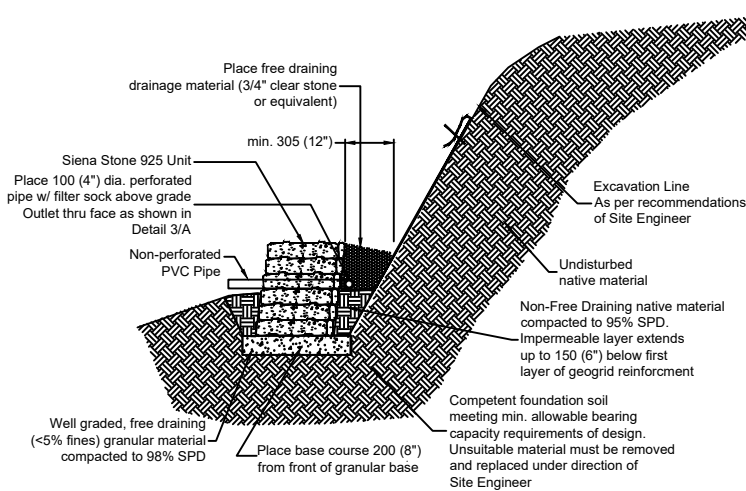 Place free draining
drainage material (3/4" clear stone
or equivalent)
min. 305 (12")
Siena Stone 925 Unit
Place 100 (4") dia. perforated
pipe w/ filter sock above grade
Outlet thru face as shown in
Detail 3/A
Non-perforated
PVC Pipe
Excavation Line
As per recommendations
of Site Engineer
Undisturbed
native material
Non-Free Draining native material
compacted to 95% SPD.
Impermeable layer extends
up to 150 (6") below first
layer of geogrid reinforcment
Competent foundation soil
meeting min. allowable bearing
capacity requirements of design.
Unsuitable material must be removed
and replaced under direction of
Site Engineer
Well graded, free draining
(<5% fines) granular material
compacted to 98% SPD
Place base course 200 (8")
from front of granular base